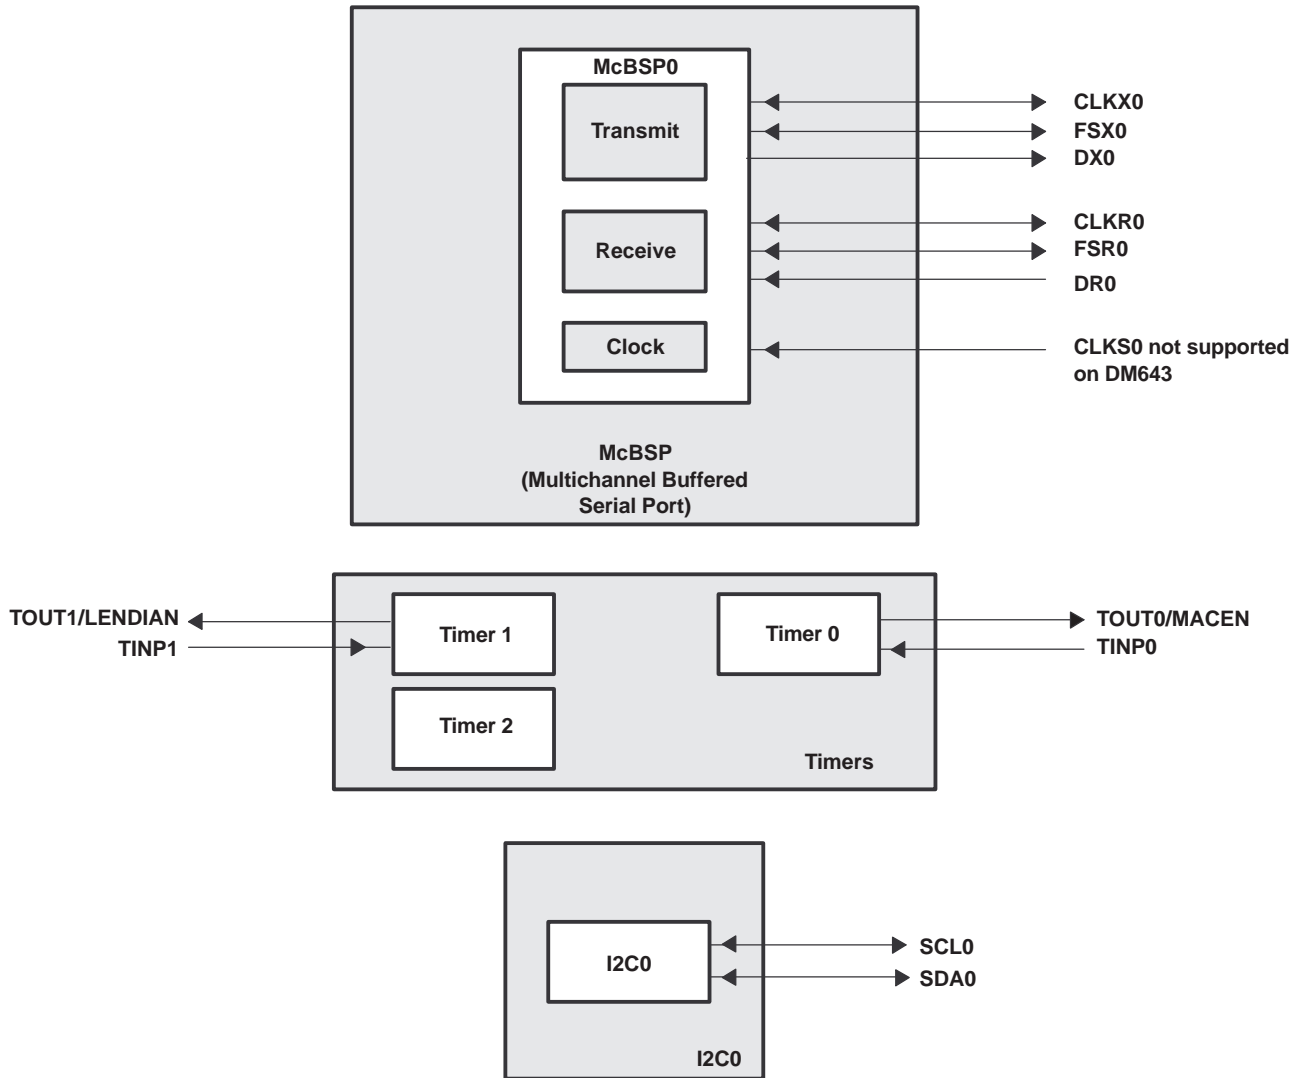 McBSP0
Transmit
CLKX0
FSX0
DX0
Receive
CLKR0
FSR0
DR0
Clock
CLKS0 not supported
on DM643
McBSP
(Multichannel Buffered
Serial Port)
TOUT1/LENDIAN
TINP1
Timer 1
Timer 0
TOUT0/MACEN
TINP0
Timer 2
Timers
I2C0
SCL0
SDA0
I2C0